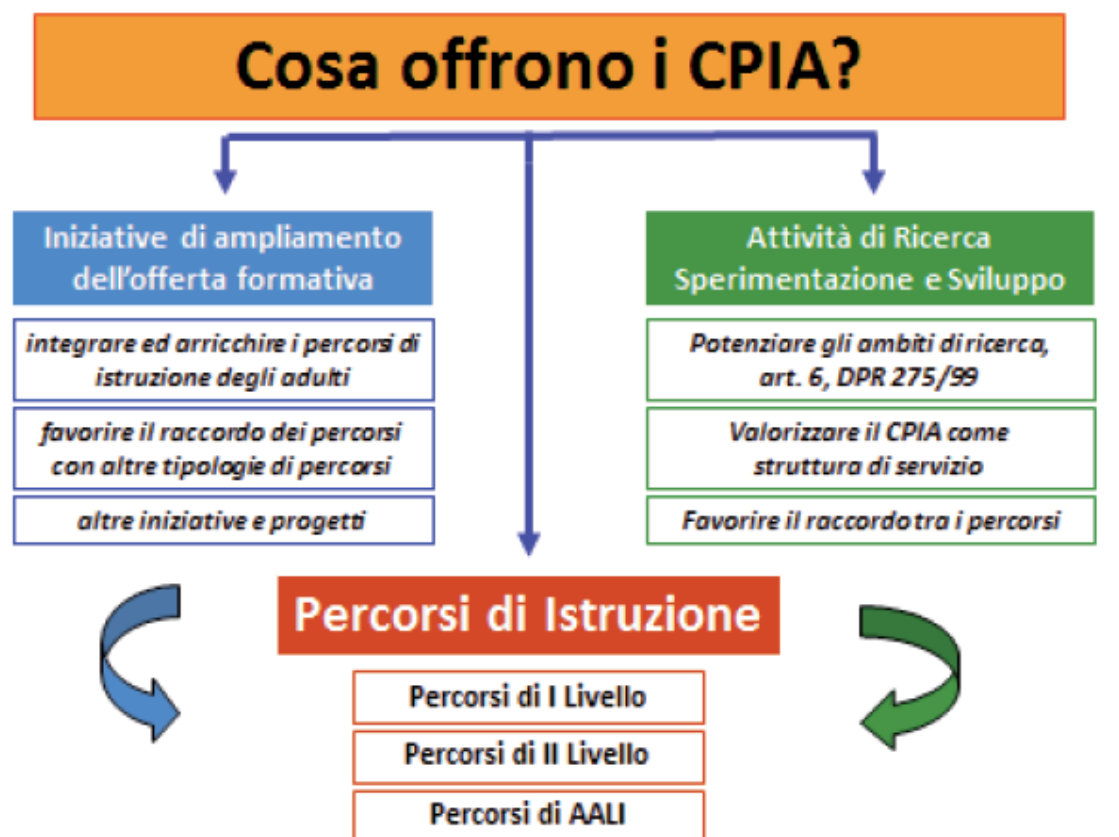 Cosa offrono i CPIA?
Iniziative di ampliamento
dell'offerta formativa
integrare ed arricchire i percorsi di
istruzione degli adulti
favorire il raccordo dei percorsi
con altre tipologie di percorsi
altre iniziative e progetti
Attività di Ricerca
Sperimentazione e Sviluppo
Potenziare gli ambiti di ricerca,
art. 6, DPR 275/99
Valorizzare il CPIA come
struttura di servizio
Favorire il raccordo tra i percorsi
Percorsi di Istruzione
Percorsi di I Livello
Percorsi di II Livello
Percorsi di AALI